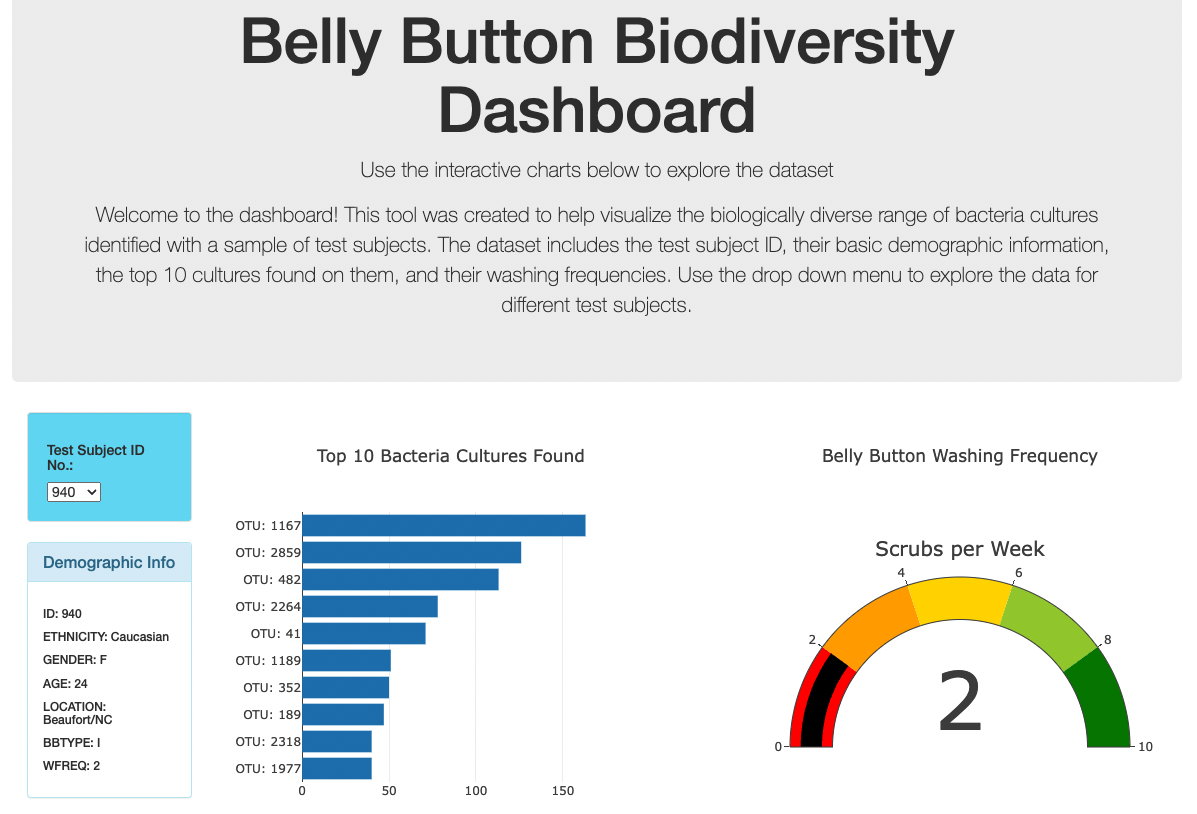 Belly Button Biodiversity
Dashboard
Use the interactive charts below to explore the dataset
Welcome to the dashboard! This tool was created to help visualize the biologically diverse range of bacteria cultures
identified with a sample of test subjects. The dataset includes the test subject ID, their basic demographic information,
the top 10 cultures found on them, and their washing frequencies. Use the drop down menu to explore the data for
different test subjects.
Test Subject ID
No.:
940
Demographic Info
ID: 940
ETHNICITY: Caucasian
GENDER: F
AGE: 24
LOCATION:
Beaufort/NC
BBTYPE: I
WFREQ: 2
Top 10 Bacteria Cultures Found
OTU: 1167
OTU: 2859
OTU: 482
OTU: 2264
OTU: 41
OTU: 1189
OTU: 352
OTU: 189
OTU: 2318
OTU: 1977
0 50 100 150
Belly Button Washing Frequency
Scrubs per Week
4 6
2 8
2
0 10